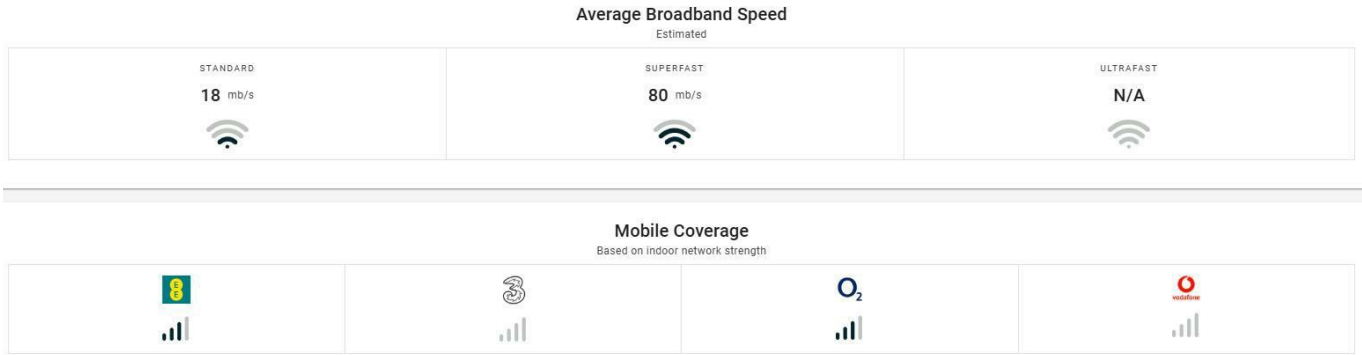 Average Broadband Speed
Estimated
STANDARD
SUPERFAST
ULTRAFAST
18 mb/s
80 mb/s
N/A
Mobile Coverage
Based on indoor network strength
E
E
3
O2
vodafone